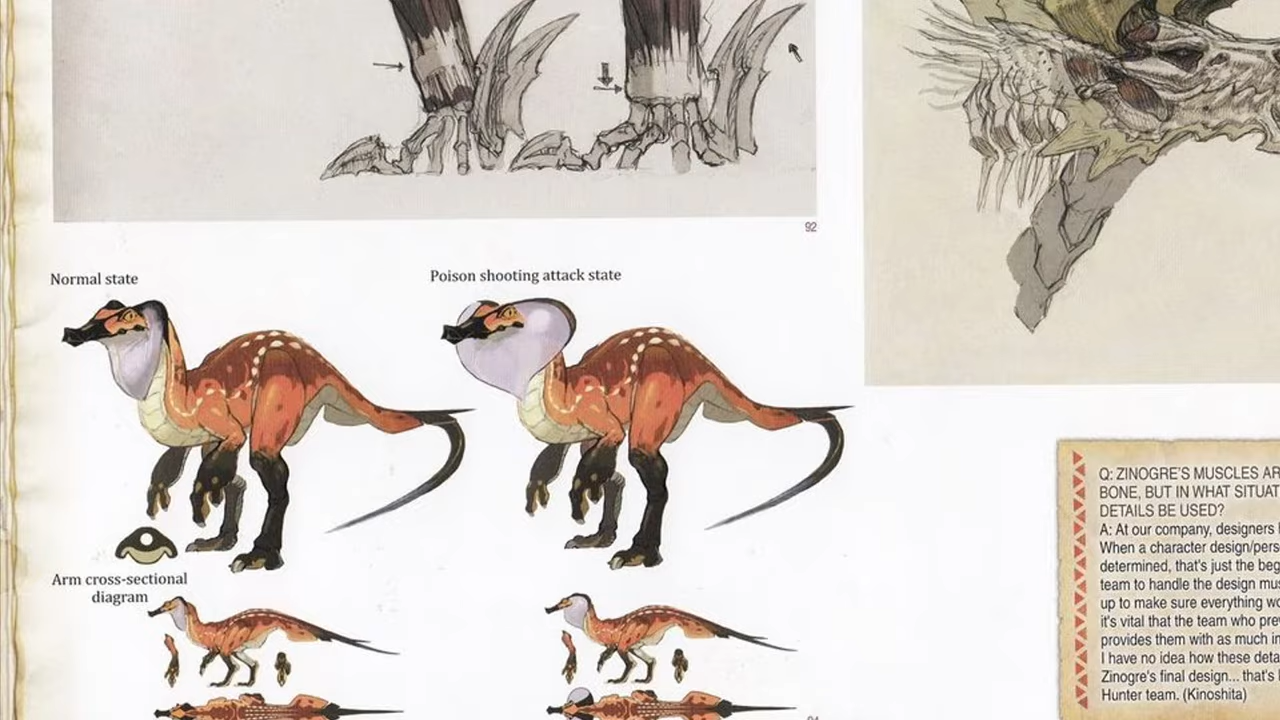 92
Normal state
Poison shooting attack state
Arm cross-sectional
diagram
Q: ZINOGRE'S MUSCLES AR
BONE, BUT IN WHAT SITUAT
DETAILS BE USED?
A: At our company, designers
When a character design/pers
determined, that's just the beg
team to handle the design mus
up to make sure everything wo
it's vital that the team who pre
provides them with as much in
I have no idea how these deta
Zinogre's final design... that's
Hunter team. (Kinoshita)